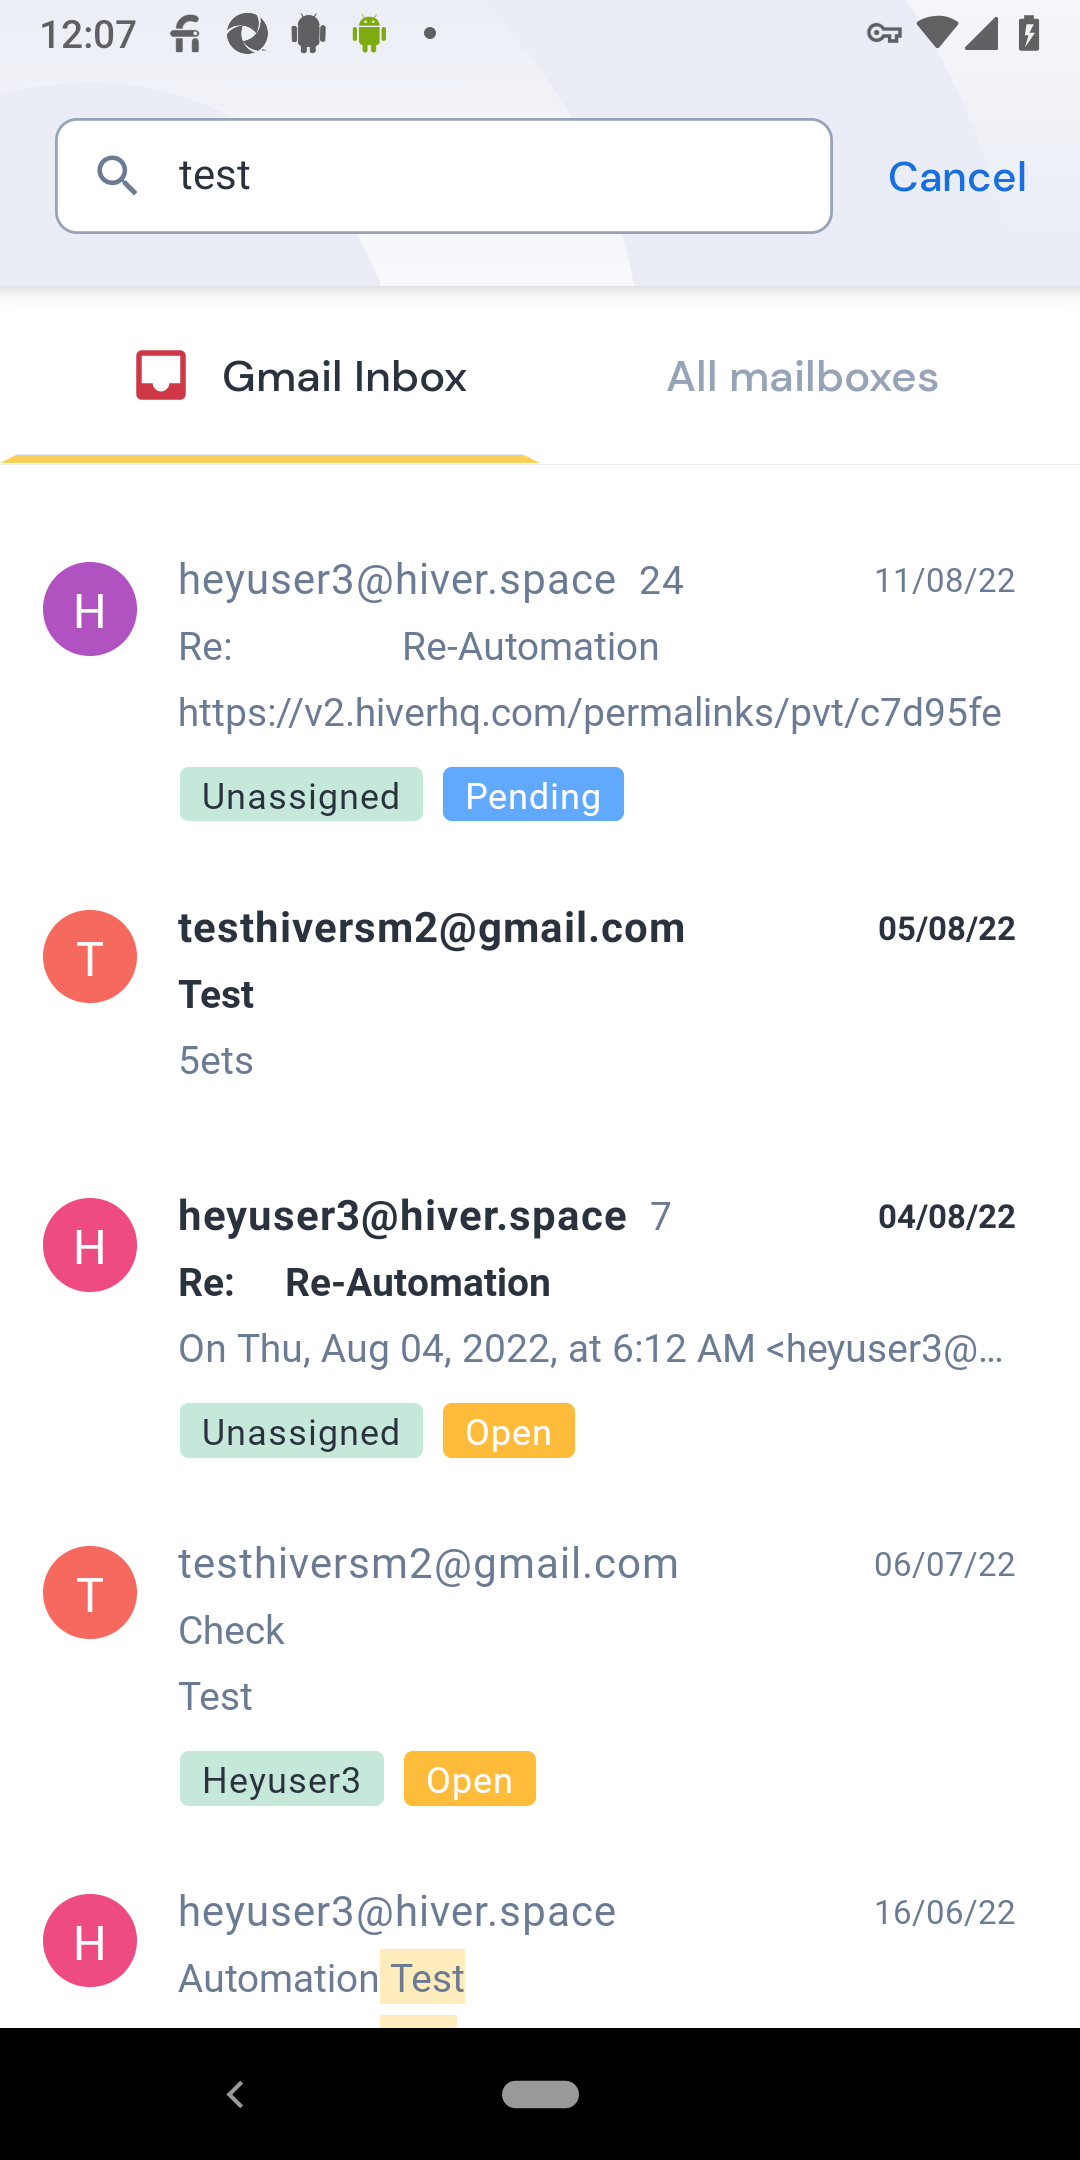 12:07
test
Cancel
Gmail Inbox
All mailboxes
H
heyuser3@hiver.space 24 11/08/22
Re: Re-Automation
https://v2.hiverhq.com/permalinks/pvt/c7d95fe
Unassigned Pending
T
testhiversm2@gmail.com 05/08/22
Test
5ets
H
heyuser3@hiver.space 7 04/08/22
Re: Re-Automation
On Thu, Aug 04, 2022, at 6:12 AM <heyuser3@...
Unassigned Open
T
testhiversm2@gmail.com 06/07/22
Check
Test
Heyuser3 Open
H
heyuser3@hiver.space 16/06/22
Automation Test